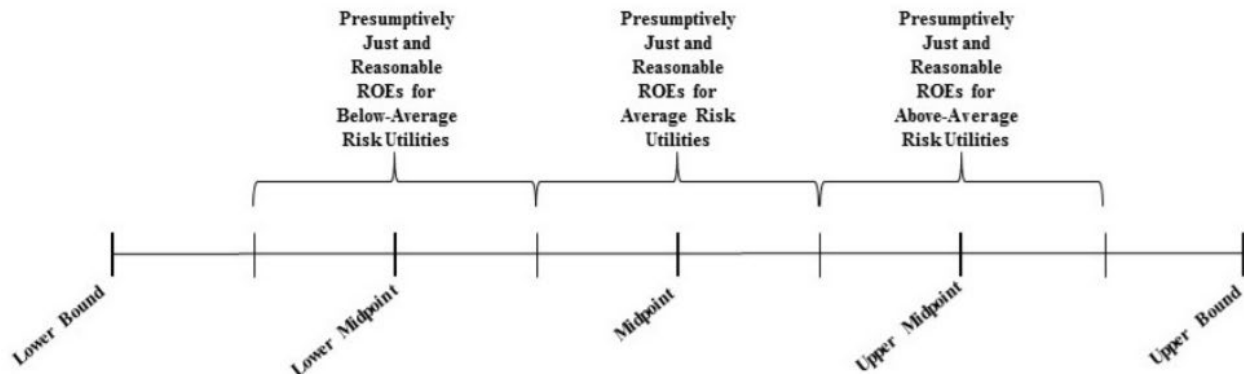 Presumptively
Just and
Reasonable
ROEs for
Below-Average
Risk Utilities
Presumptively
Just and
Reasonable
ROEs for
Average Risk
Utilities
Presumptively
Just and
Reasonable
ROEs for
Above-Average
Risk Utilities
Lower Bound
Lower Midpoint
Midpoint
Upper Midpoint
Upper Bound